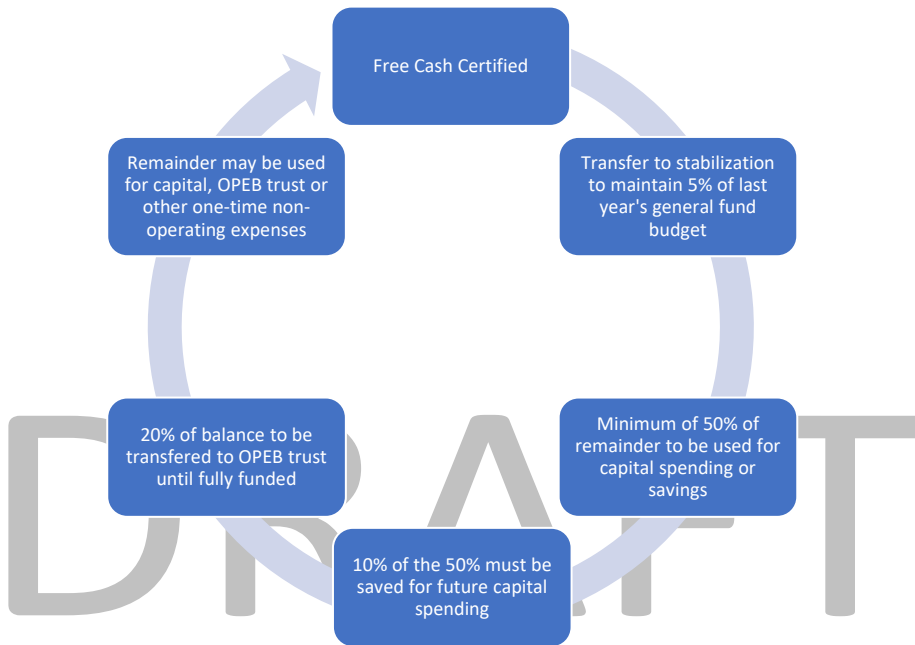 Free Cash Certified
Transfer to stabilization
to maintain 5% of last
year's general fund
budget
Minimum of 50% of
remainder to be used for
capital spending or
savings
10% of the 50% must be
saved for future capital
spending
20% of balance to be
transfered to OPEB trust
until fully funded
Remainder may be used
for capital, OPEB trust or
other one-time non-
operating expenses
DRAFT